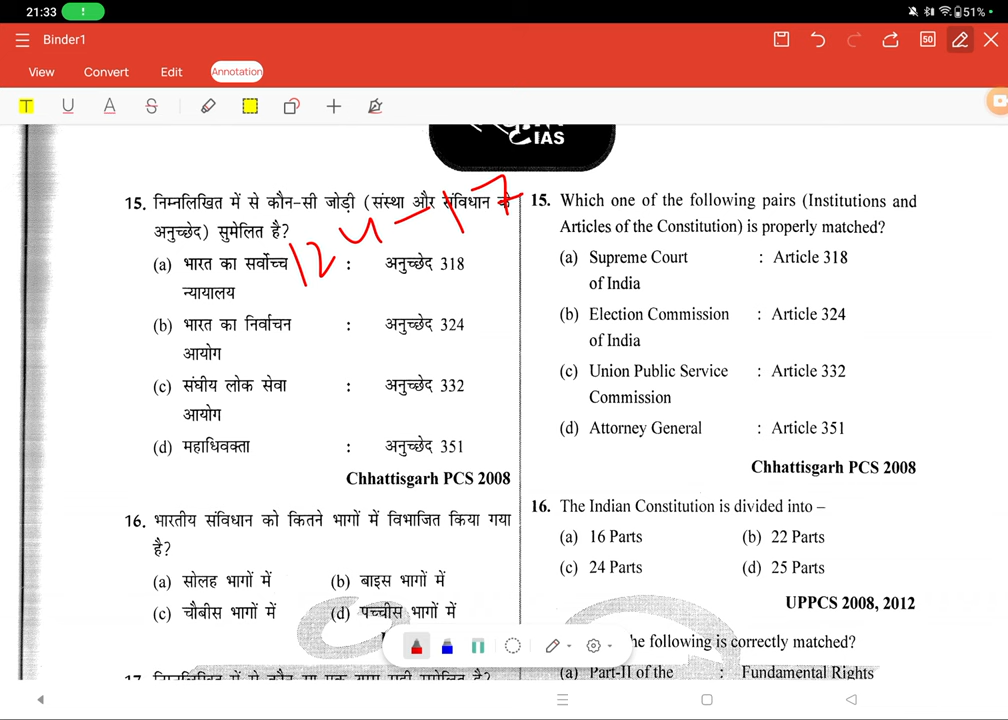 21:33
51%
Binder1
50
View Convert Edit Annotation
IAS
15. निम्नलिखित में से कौन-सी जोड़ी (संस्था और संविधान के
अनुच्छेद) सुमेलित है?
124-17
(a) भारत का सर्वोच्च : अनुच्छेद 318
न्यायालय
(b) भारत का निर्वाचन : अनुच्छेद 324
आयोग
(c) संघीय लोक सेवा : अनुच्छेद 332
आयोग
(d) महाधिवक्ता : अनुच्छेद 351
Chhattisgarh PCS 2008
16. भारतीय संविधान को कितने भागों में विभाजित किया गया
है?
(a) सोलह भागों में (b) बाइस भागों में
(c) चौबीस भागों में (d) पच्चीस भागों में
15. Which one of the following pairs (Institutions and
Articles of the Constitution) is properly matched?
(a) Supreme Court : Article 318
of India
(b) Election Commission : Article 324
of India
(c) Union Public Service : Article 332
Commission
(d) Attorney General : Article 351
Chhattisgarh PCS 2008
16. The Indian Constitution is divided into –
(a) 16 Parts (b) 22 Parts
(c) 24 Parts (d) 25 Parts
UPPCS 2008, 2012
he following is correctly matched?
(a) Part-II of the : Fundamental Rights